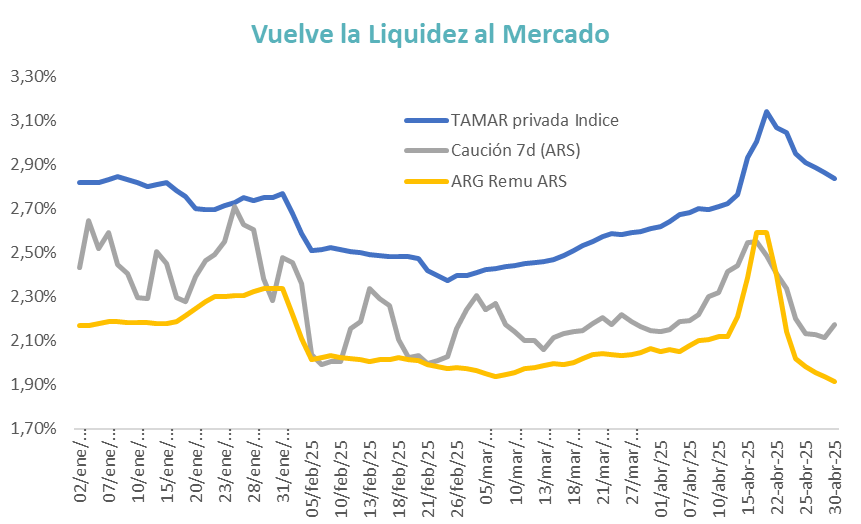 Vuelve la Liquidez al Mercado
3,30%
3,10%
2,90%
2,70%
2,50%
2,30%
2,10%
1,90%
1,70%
TAMAR privada Indice
Caución 7d (ARS)
ARG Remu ARS
02/ene/...
07/ene/...
10/ene/...
15/ene/...
20/ene/...
23/ene/...
28/ene/...
31/ene/...
05/feb/25
10/feb/25
13/feb/25
18/feb/25
21/feb/25
26/feb/25
05/mar/...
10/mar/...
13/mar/...
18/mar/...
21/mar/...
27/mar/...
01/abr/25
07/abr/25
10/abr/25
15-abr-25
22-abr-25
25-abr-25
30-abr-25